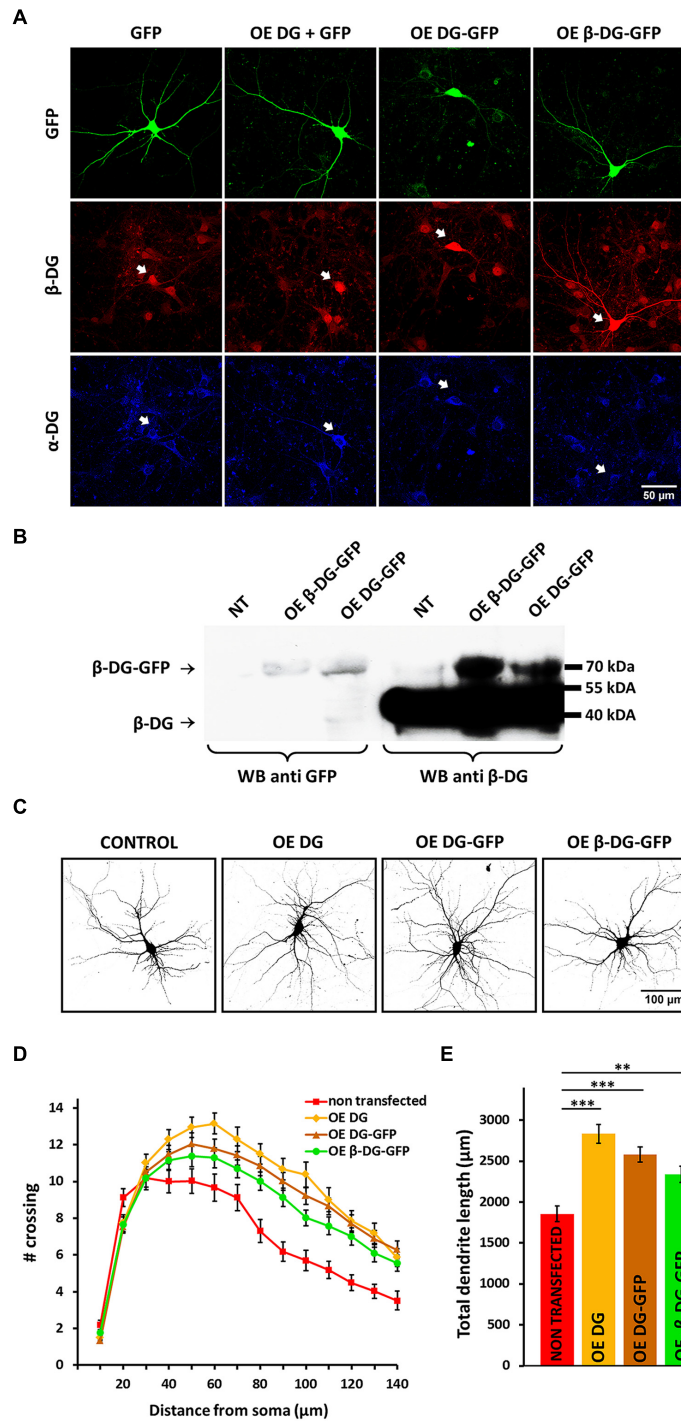 A
GFP OE DG + GFP OE DG-GFP OE β-DG-GFP
GFP
β-DG
α-DG
50 µm
B
NT OE β-DG-GFP OE DG-GFP NT OE β-DG-GFP OE DG-GFP
β-DG-GFP →
β-DG →
70 kDa
55 kDA
40 kDA
WB anti GFP WB anti β-DG
C
CONTROL OE DG OE DG-GFP OE β-DG-GFP
100 µm
D
# crossing
14
12
10
8
6
4
2
0
non transfected
OE DG
OE DG-GFP
OE β-DG-GFP
20 40 60 80 100 120 140
Distance from soma (µm)
E
**
***
***
Total dendrite length (µm)
3000
2500
2000
1500
1000
500
0
NON TRANSFECTED
OE DG
OE DG-GFP
OE β-DG-GFP